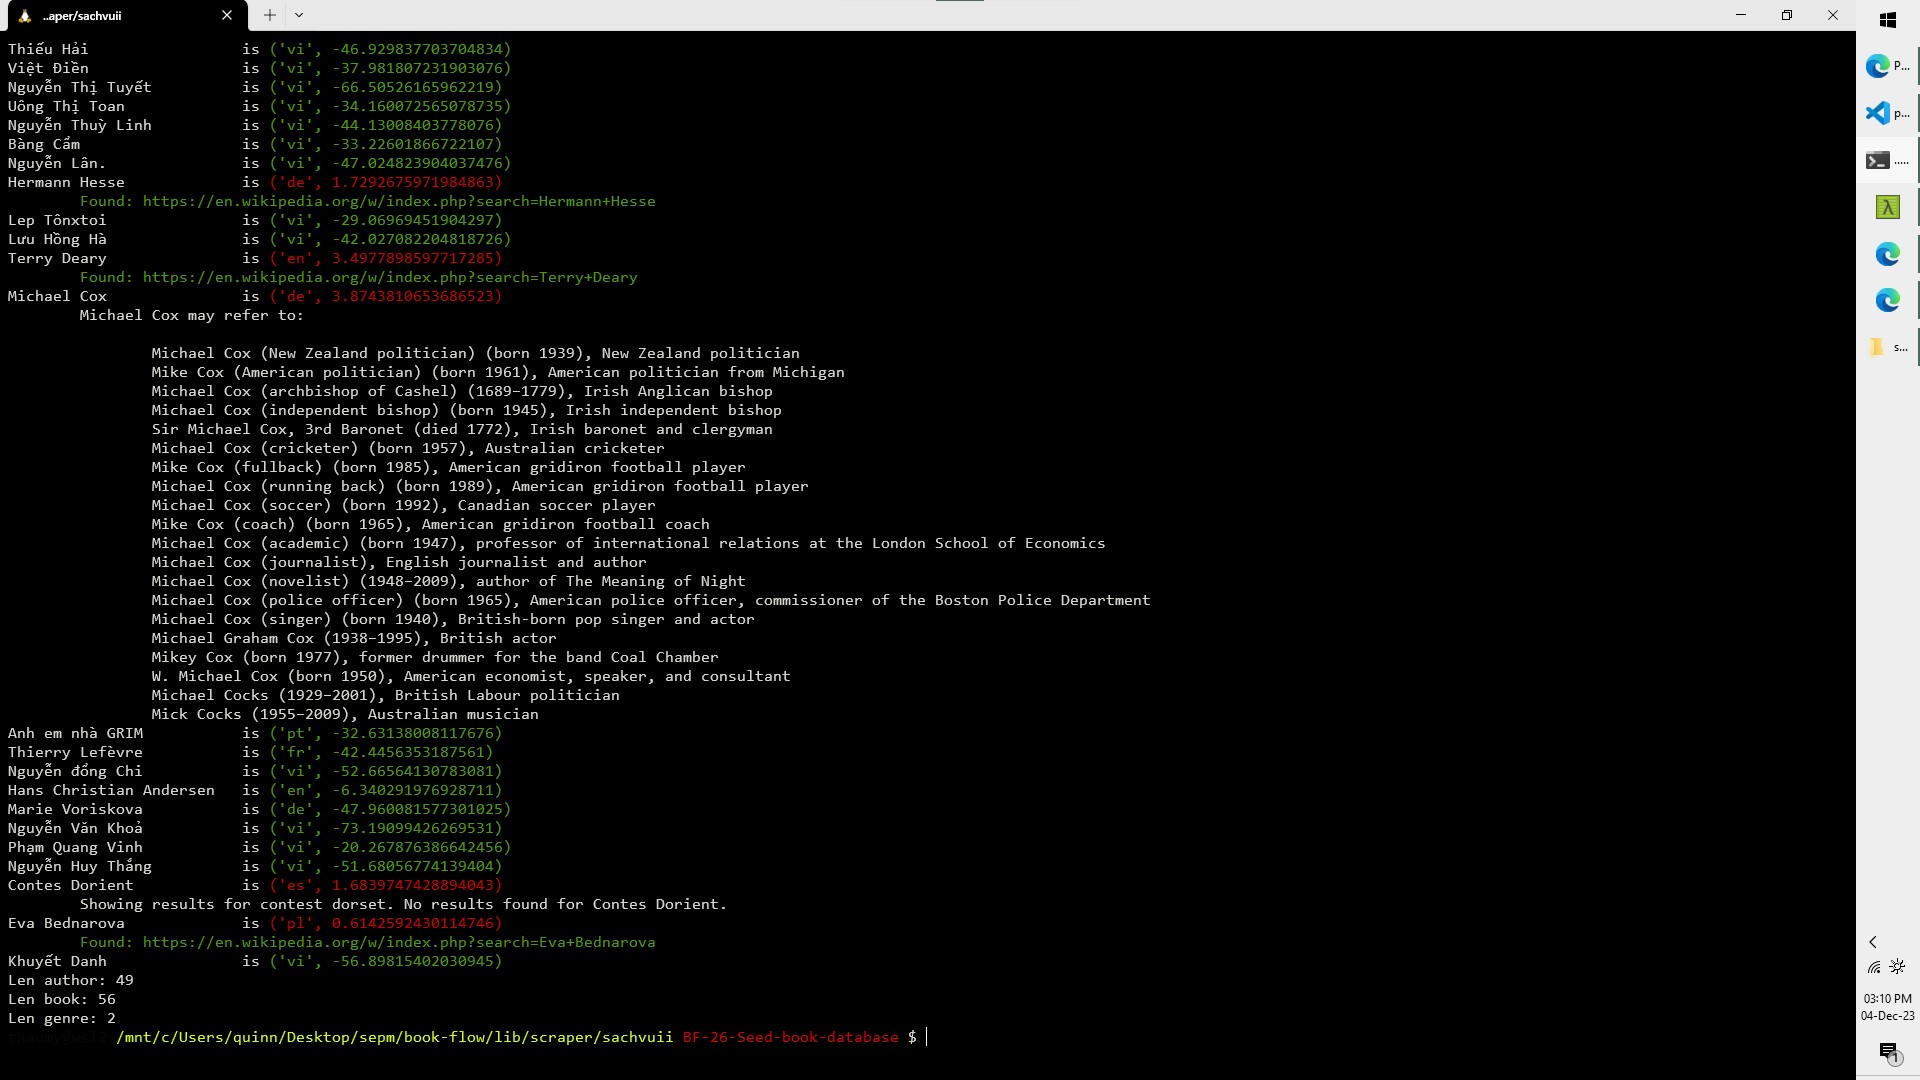 ..aper/sachvuii
Thiếu Hải is ('vi', -46.929837703704834)
Việt Điền is ('vi', -37.981807231903076)
Nguyễn Thị Tuyết is ('vi', -66.50526165962219)
Uông Thị Toan is ('vi', -34.160072565078735)
Nguyễn Thuỳ Linh is ('vi', -44.13008403778076)
Bàng Cẩm is ('vi', -33.22601866722107)
Nguyễn Lân. is ('vi', -47.024823904037476)
Hermann Hesse is ('de', 1.7292675971984863)
Found: https://en.wikipedia.org/w/index.php?search=Hermann+Hesse
Lep Tônxtoi is ('vi', -29.06969451904297)
Lưu Hồng Hà is ('vi', -42.027082204818726)
Terry Deary is ('en', 3.4977898597717285)
Found: https://en.wikipedia.org/w/index.php?search=Terry+Deary
Michael Cox is ('de', 3.8743810653686523)
Michael Cox may refer to:
Michael Cox (New Zealand politician) (born 1939), New Zealand politician
Mike Cox (American politician) (born 1961), American politician from Michigan
Michael Cox (archbishop of Cashel) (1689–1779), Irish Anglican bishop
Michael Cox (independent bishop) (born 1945), Irish independent bishop
Sir Michael Cox, 3rd Baronet (died 1772), Irish baronet and clergyman
Michael Cox (cricketer) (born 1957), Australian cricketer
Mike Cox (fullback) (born 1985), American gridiron football player
Michael Cox (running back) (born 1989), American gridiron football player
Michael Cox (soccer) (born 1992), Canadian soccer player
Mike Cox (coach) (born 1965), American gridiron football coach
Michael Cox (academic) (born 1947), professor of international relations at the London School of Economics
Michael Cox (journalist), English journalist and author
Michael Cox (novelist) (1948–2009), author of The Meaning of Night
Michael Cox (police officer) (born 1965), American police officer, commissioner of the Boston Police Department
Michael Cox (singer) (born 1940), British-born pop singer and actor
Michael Graham Cox (1938–1995), British actor
Mikey Cox (born 1977), former drummer for the band Coal Chamber
W. Michael Cox (born 1950), American economist, speaker, and consultant
Michael Cocks (1929–2001), British Labour politician
Mick Cocks (1955–2009), Australian musician
Anh em nhà GRIM is ('pt', -32.63138008117676)
Thierry Lefèvre is ('fr', -42.4456353187561)
Nguyễn đổng Chi is ('vi', -52.66564130783081)
Hans Christian Andersen is ('en', -6.340291976928711)
Marie Voriskova is ('de', -47.960081577301025)
Nguyễn Văn Khoả is ('vi', -73.19099426269531)
Phạm Quang Vinh is ('vi', -20.267876386642456)
Nguyễn Huy Thắng is ('vi', -51.68056774139404)
Contes Dorient is ('es', 1.6839747428894043)
Showing results for contest dorset. No results found for Contes Dorient.
Eva Bednarova is ('pl', 0.6142592430114746)
Found: https://en.wikipedia.org/w/index.php?search=Eva+Bednarova
Khuyết Danh is ('vi', -56.89815402030945)
Len author: 49
Len book: 56
Len genre: 2
/mnt/c/Users/quinn/Desktop/sepm/book-flow/lib/scraper/sachvuii BF-26-Seed-book-database $
P...
p...
.....
s...
03:10 PM
04-Dec-23
1